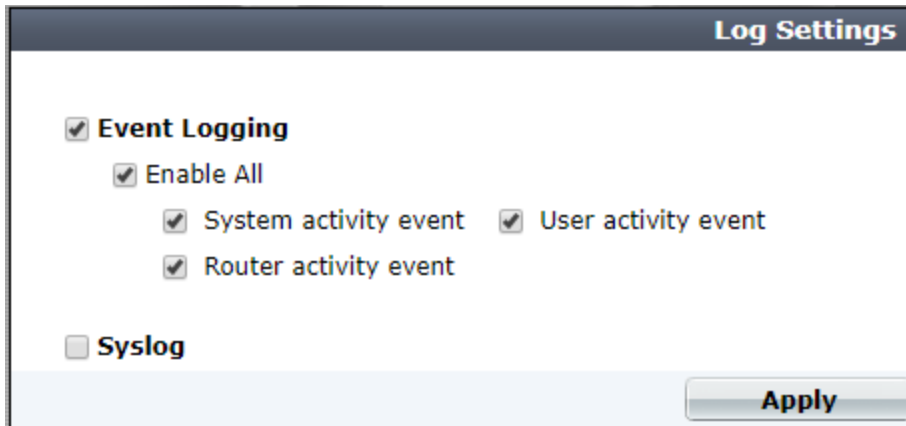 Log Settings
Event Logging
Enable All
System activity event User activity event
Router activity event
Syslog
Apply